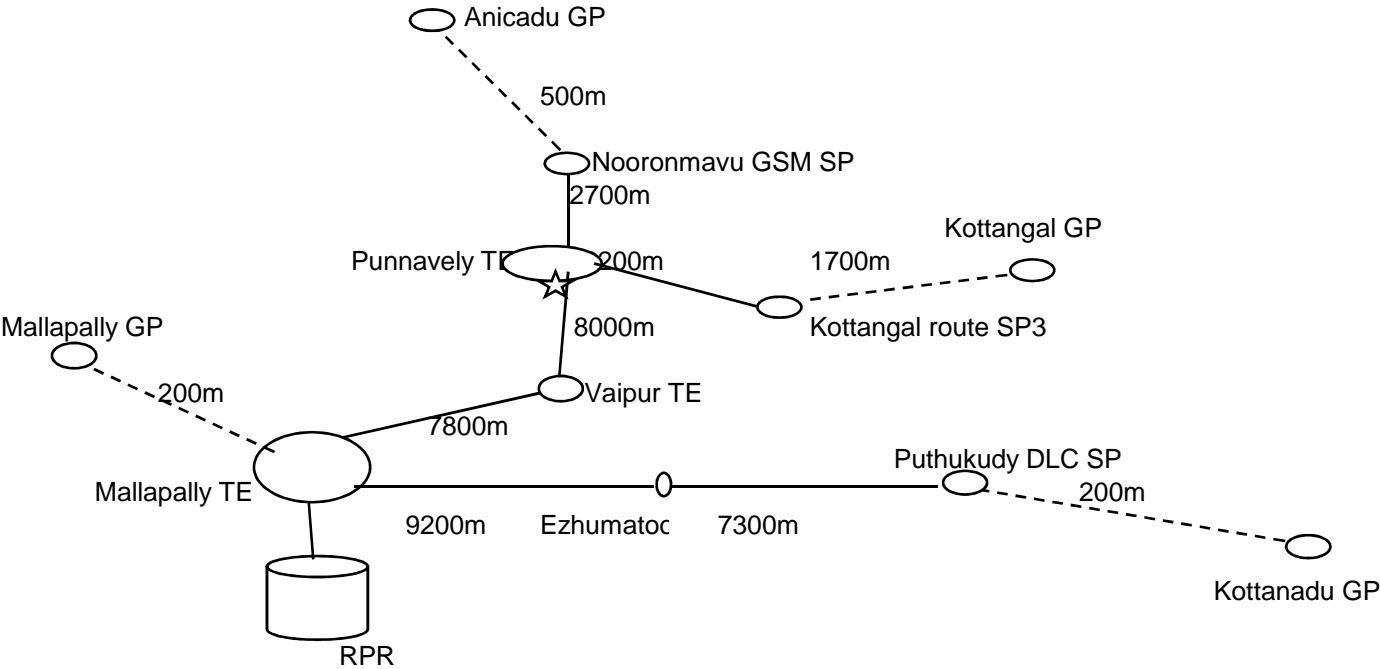 Anicadu GP
500m
Nooronmavu GSM SP
2700m
Kottangal GP
Punnavely TE
200m
1700m
Kottangal route SP3
Mallapally GP
8000m
200m
Vaipur TE
7800m
Puthukudy DLC SP
Mallapally TE
200m
9200m
Ezhumatoo
7300m
Kottanadu GP
RPR